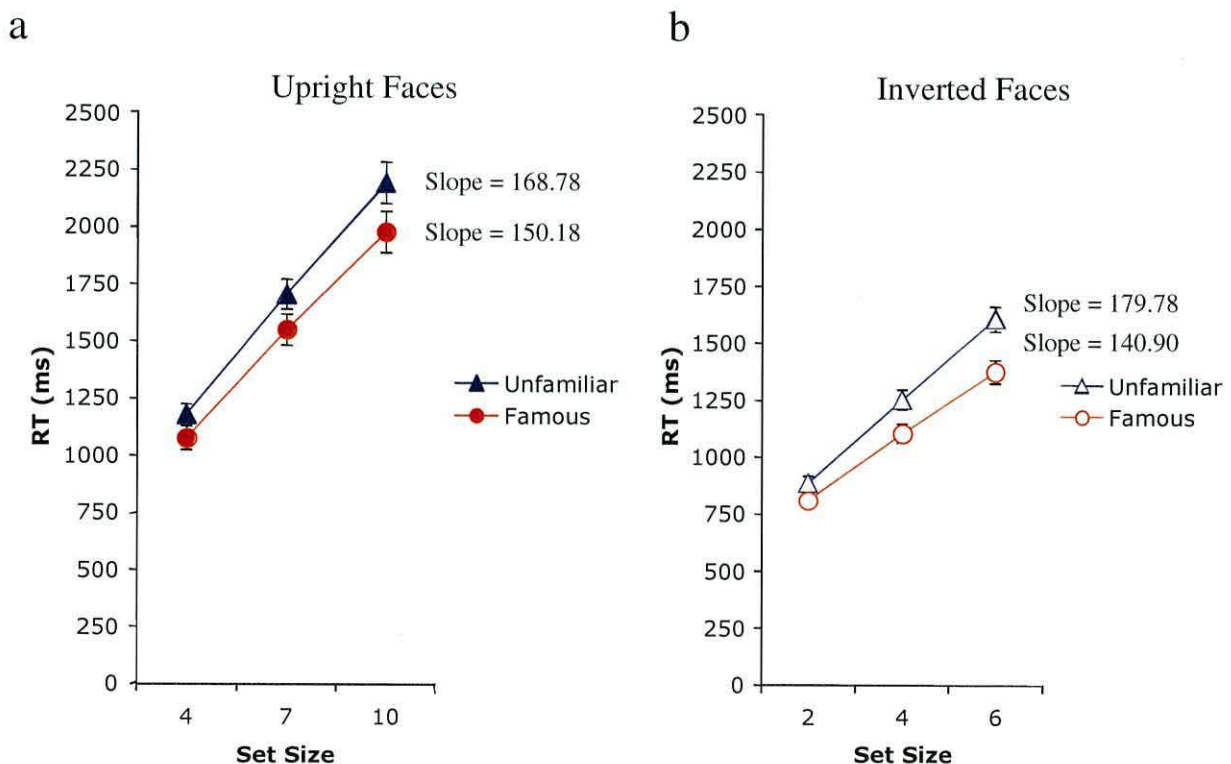 a
Upright Faces
2500
2250
2000
1750
1500
1250
1000
750
500
250
0
RT (ms)
Slope = 168.78
Slope = 150.18
Unfamiliar
Famous
4 7 10
Set Size
b
Inverted Faces
2500
2250
2000
1750
1500
1250
1000
750
500
250
0
RT (ms)
Slope = 179.78
Slope = 140.90
Unfamiliar
Famous
2 4 6
Set Size